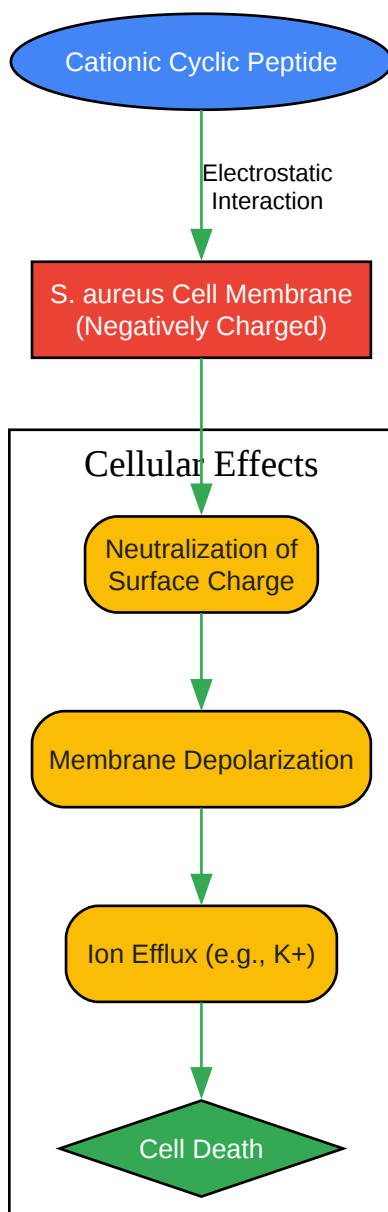 Cationic Cyclic Peptide
Electrostatic
Interaction
S. aureus Cell Membrane
(Negatively Charged)
Cellular Effects
Neutralization of
Surface Charge
Membrane Depolarization
Ion Efflux (e.g., K+)
Cell Death